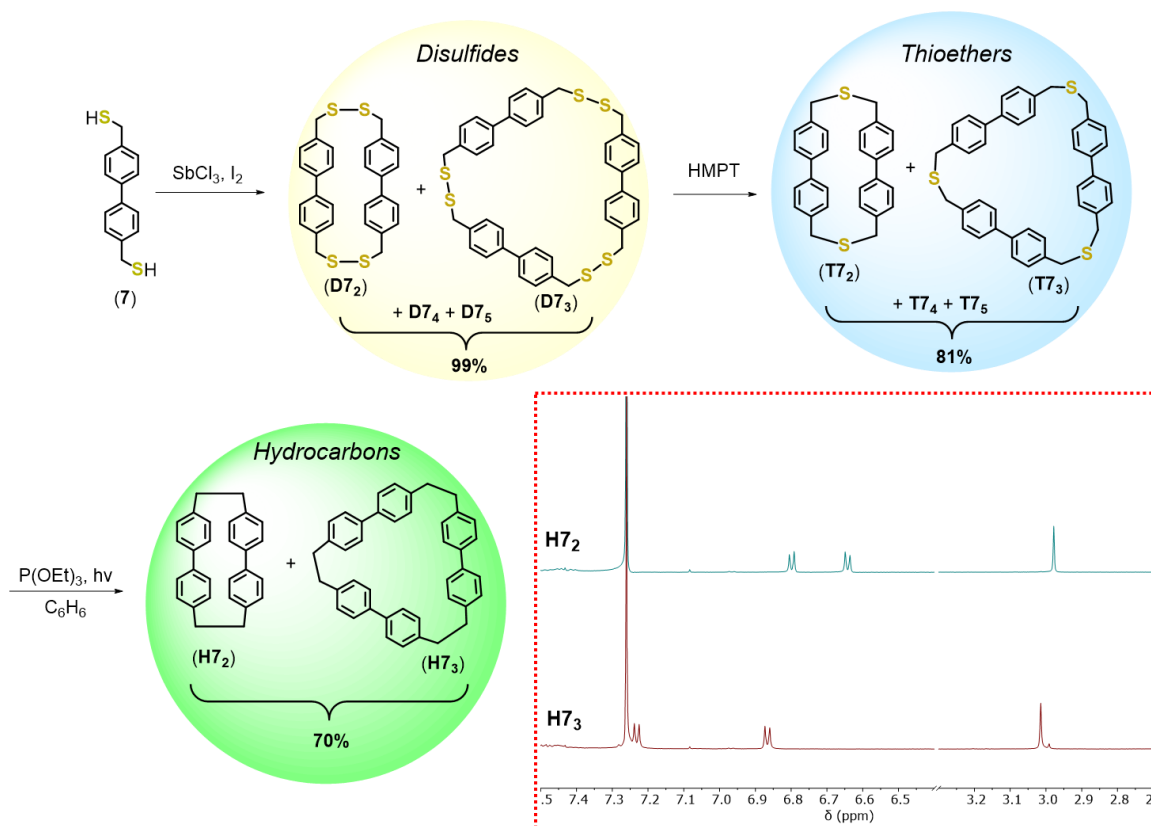 Disulfides
Thioethers
S S
S S
S
S
HS
SH
(7)
SbCl₃, I₂
+
S
S
S S
S S
(D7₂)
(D7₃)
+ D7₄ + D7₅
99%
HMPT
+
S
S
S
(T7₂)
(T7₃)
+ T7₄ + T7₅
81%
Hydrocarbons
P(OEt)₃, hv
C₆H₆
+
(H7₂)
(H7₃)
70%
H7₂
H7₃
.5 7.4 7.3 7.2 7.1 7.0 6.9 6.8 6.7 6.6 6.5 3.2 3.1 3.0 2.9 2.8 2.
δ (ppm)